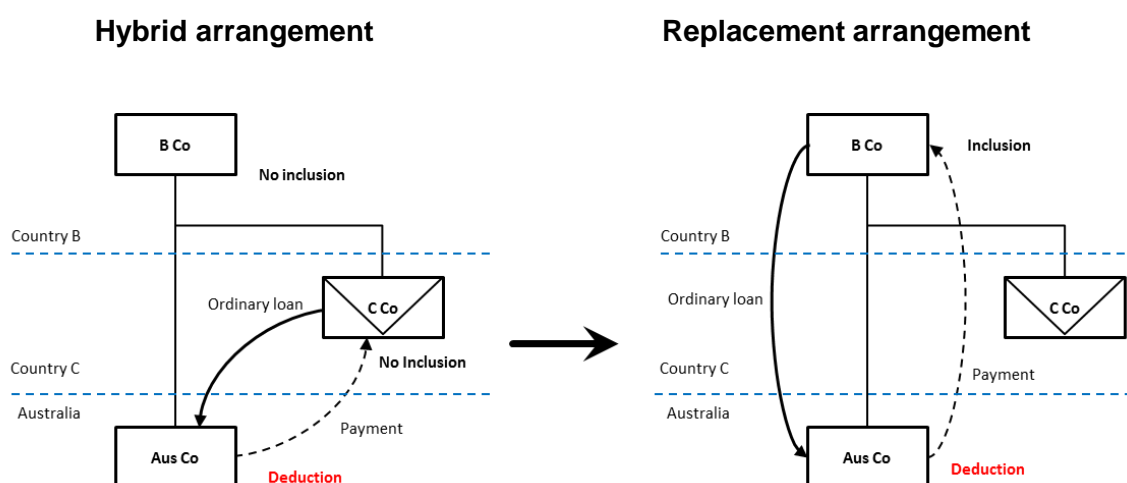 Hybrid arrangement
Replacement arrangement
B Co
No inclusion
Country B
Ordinary loan
C Co
No Inclusion
Country C
Australia
Payment
Aus Co
Deduction
B Co
Inclusion
Country B
Ordinary loan
C Co
Country C
Payment
Australia
Aus Co
Deduction